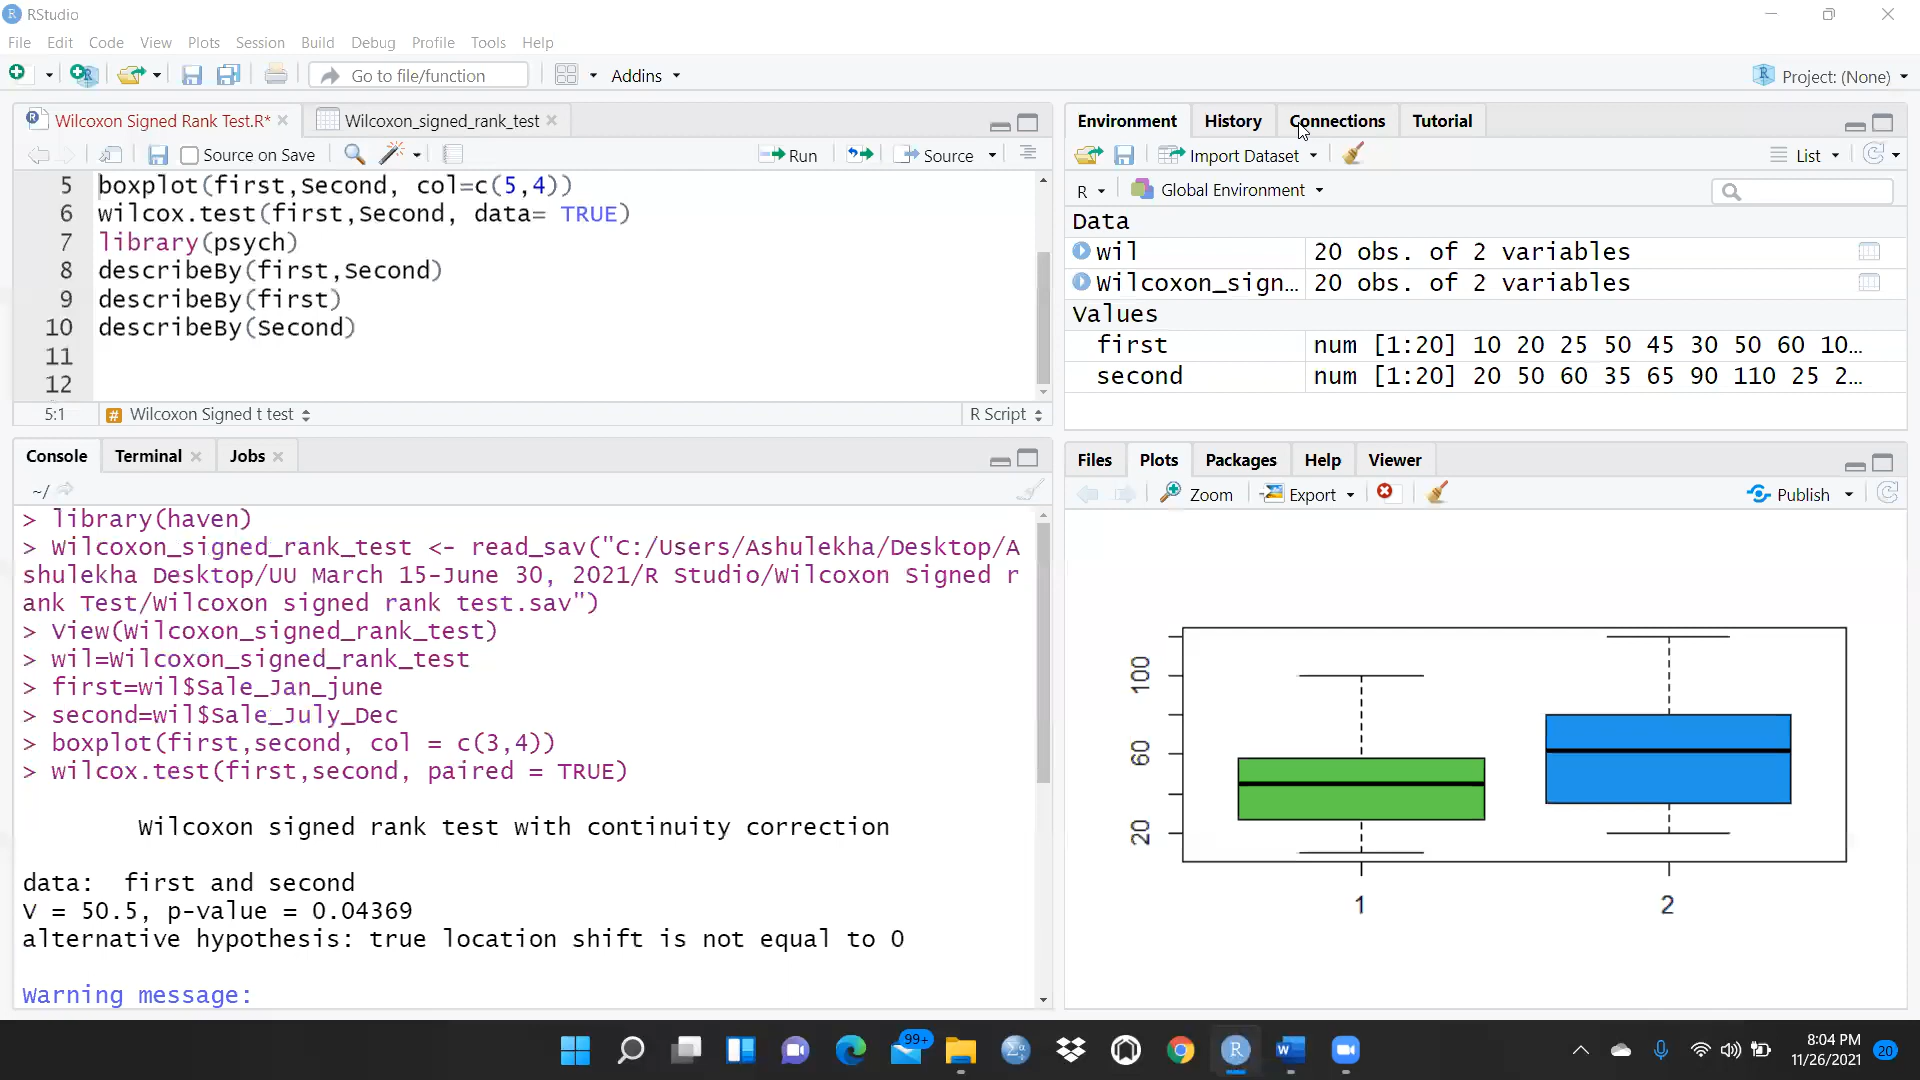 RStudio
File Edit Code View Plots Session Build Debug Profile Tools Help
Go to file/function Addins Project: (None)
Wilcoxon Signed Rank Test.R* Wilcoxon_signed_rank_test
Source on Save Run Source
5 boxplot(first,Second, col=c(5,4))
6 wilcox.test(first,Second, data= TRUE)
7 library(psych)
8 describeBy(first,Second)
9 describeBy(first)
10 describeBy(Second)
11
12
5:1 # Wilcoxon Signed t test R Script
Console Terminal Jobs
~/
> library(haven)
> Wilcoxon_signed_rank_test <- read_sav("C:/Users/Ashulekha/Desktop/A
shulekha Desktop/UU March 15-June 30, 2021/R Studio/Wilcoxon Signed r
ank Test/Wilcoxon signed rank test.sav")
> View(Wilcoxon_signed_rank_test)
> wil=Wilcoxon_signed_rank_test
> first=wil$Sale_Jan_june
> second=wil$Sale_July_Dec
> boxplot(first,second, col = c(3,4))
> wilcox.test(first,second, paired = TRUE)
Wilcoxon signed rank test with continuity correction
data:  first and second
V = 50.5, p-value = 0.04369
alternative hypothesis: true location shift is not equal to 0
Warning message:
Environment History Connections Tutorial
Import Dataset List
R Global Environment
Data
wil 20 obs. of 2 variables
Wilcoxon_sign… 20 obs. of 2 variables
Values
first num [1:20] 10 20 25 50 45 30 50 60 10…
second num [1:20] 20 50 60 35 65 90 110 25 2…
Files Plots Packages Help Viewer
Zoom Export Publish
100
60
20
1 2
99+
R
W
8:04 PM
11/26/2021 20